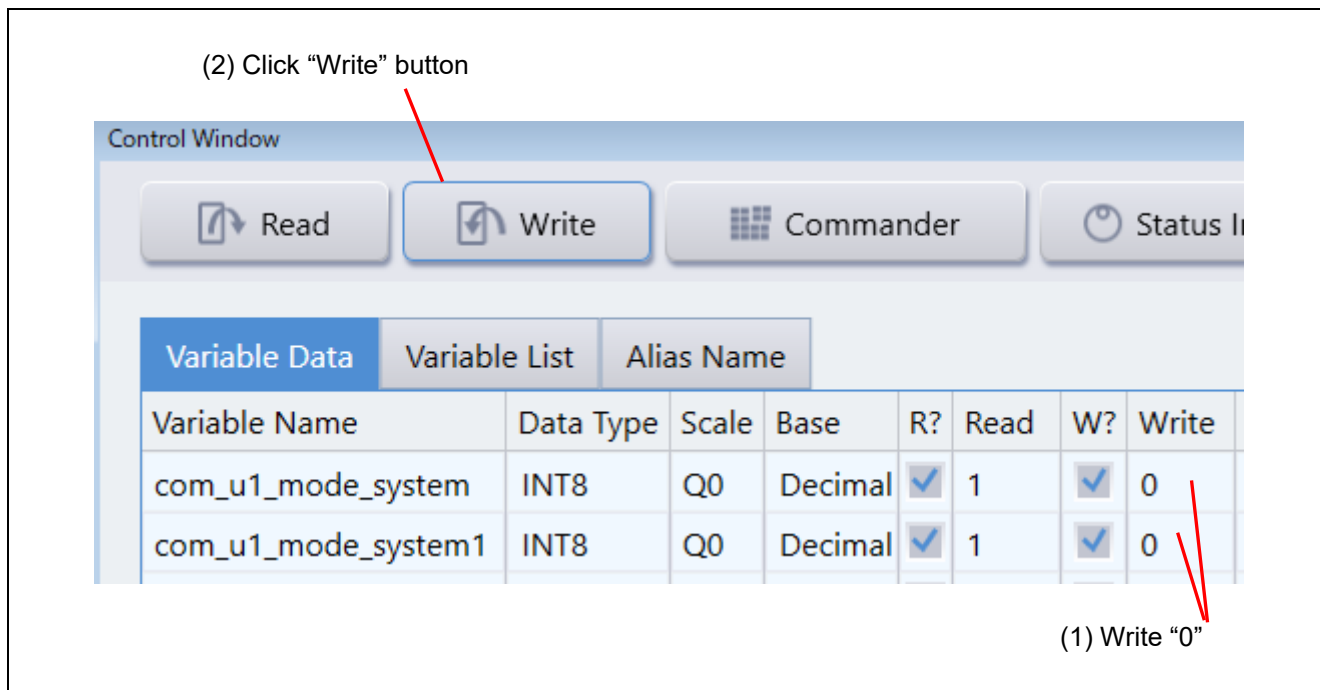 (2) Click “Write” button
Control Window
Read Write Commander Status I
Variable Data Variable List Alias Name
Variable Name Data Type Scale Base R? Read W? Write
com_u1_mode_system INT8 Q0 Decimal 1 0
com_u1_mode_system1 INT8 Q0 Decimal 1 0
(1) Write “0”